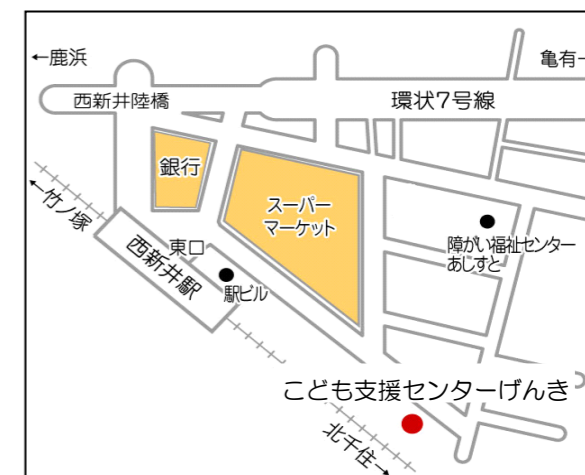 ←鹿浜
亀有→
西新井陸橋
環状7号線
銀行
スーパー
マーケット
←竹ノ塚
東口
西新井駅
駅ビル
障がい福祉センター
あしすと
こども支援センターげんき
北千住→